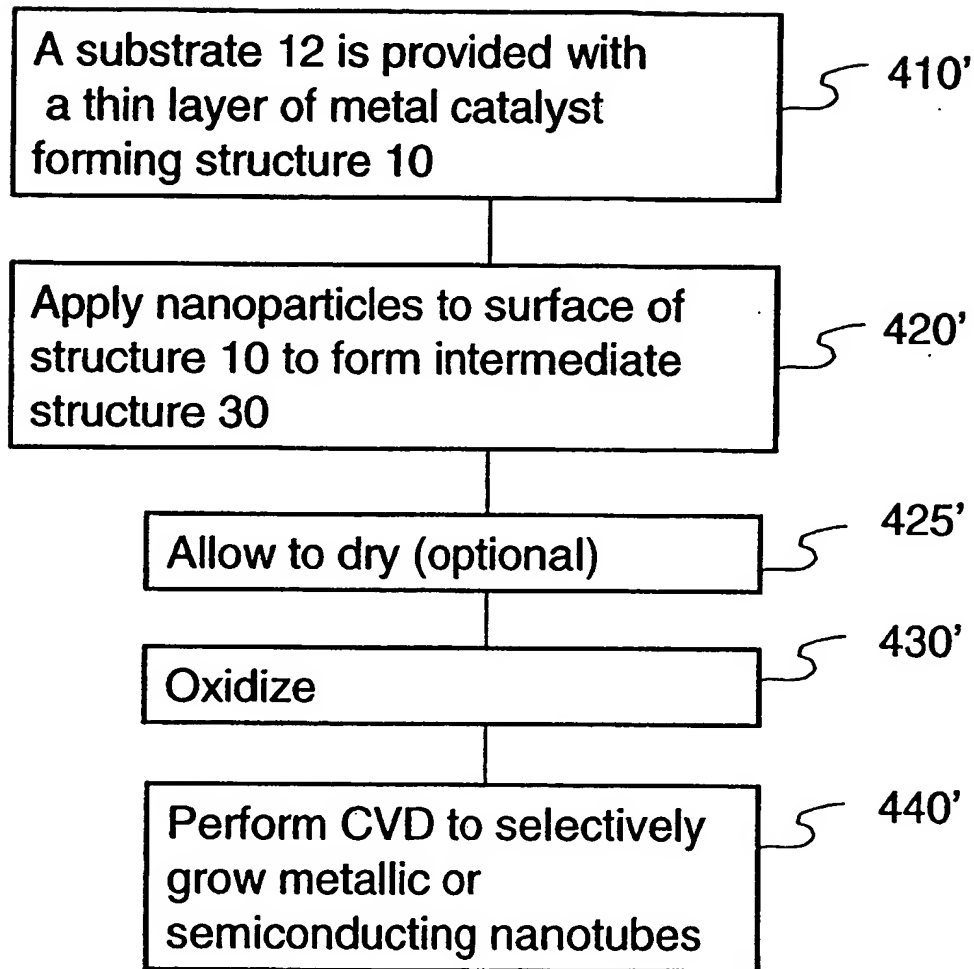 A substrate 12 is provided with
a thin layer of metal catalyst
forming structure 10
410'
Apply nanoparticles to surface of
structure 10 to form intermediate
structure 30
420'
Allow to dry (optional)
425'
Oxidize
430'
Perform CVD to selectively
grow metallic or
semiconducting nanotubes
440'